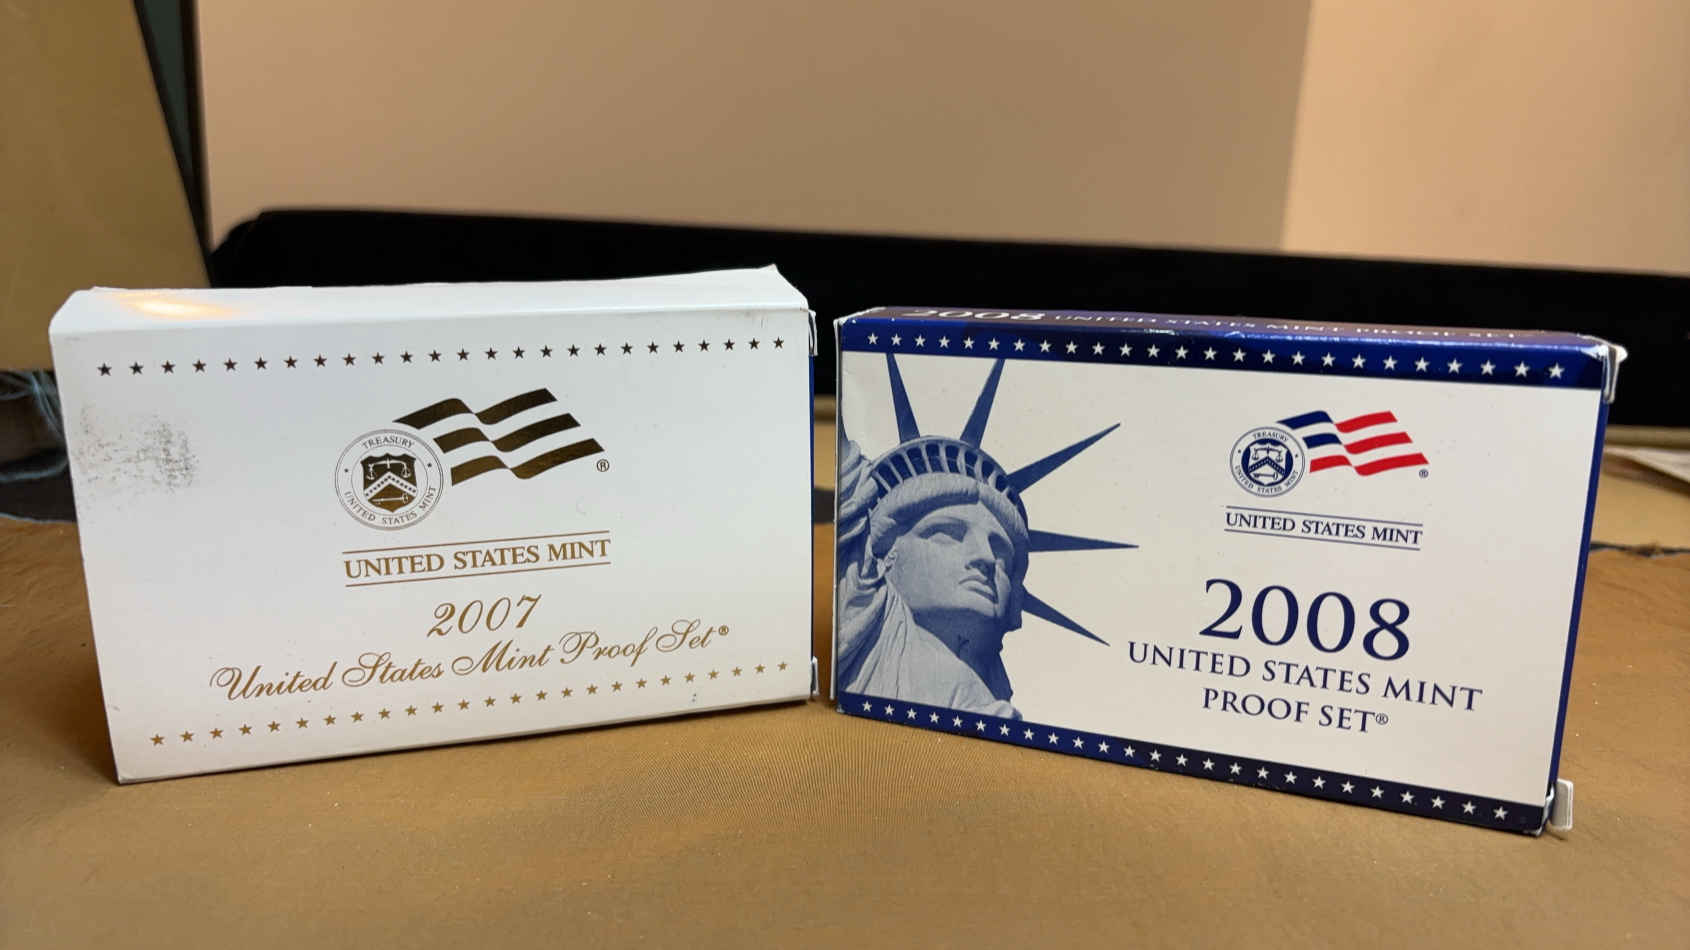 TREASURY
UNITED STATES MINT
®
UNITED STATES MINT
2007
United States Mint Proof Set®
2008 UNITED STATES MINT PROOF SET
TREASURY
UNITED STATES MINT
®
UNITED STATES MINT
2008
UNITED STATES MINT
PROOF SET®